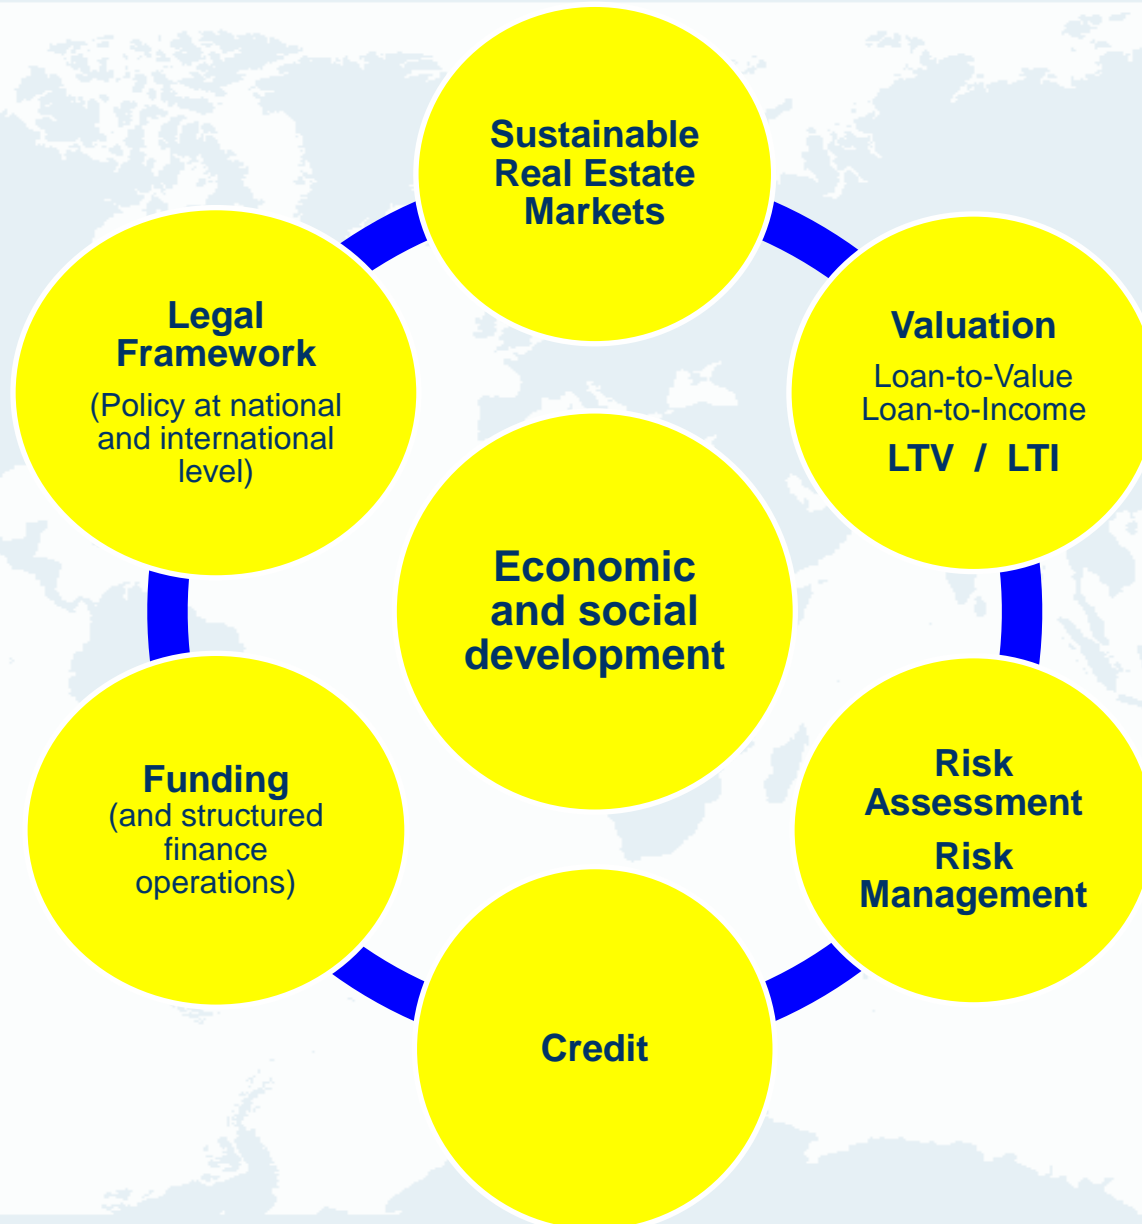 Sustainable
Real Estate
Markets
Valuation
Loan-to-Value
Loan-to-Income
LTV / LTI
Risk
Assessment
Risk
Management
Credit
Funding
(and structured
finance
operations)
Legal
Framework
(Policy at national
and international
level)
Economic
and social
development